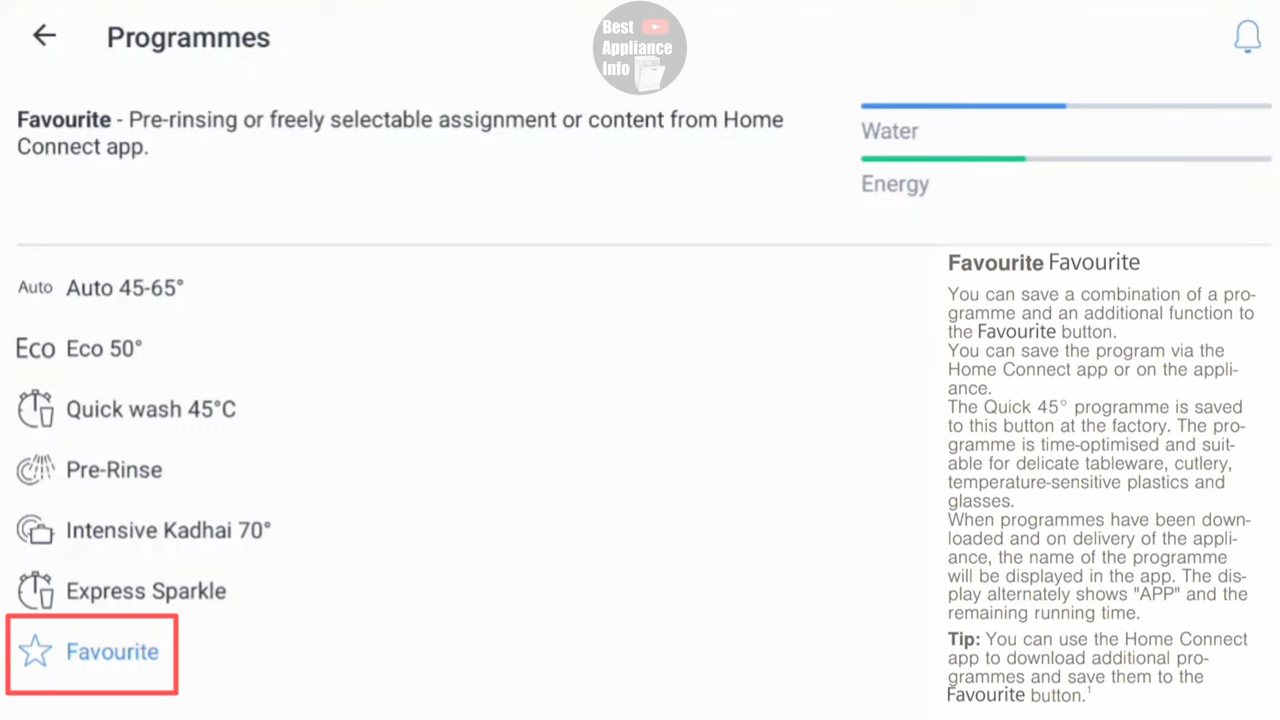 Programmes
Best
Appliance
Info
Favourite - Pre-rinsing or freely selectable assignment or content from Home
Connect app.
Water
Energy
Auto Auto 45-65°
Eco Eco 50°
Quick wash 45°C
Pre-Rinse
Intensive Kadhai 70°
Express Sparkle
Favourite
Favourite Favourite
You can save a combination of a pro-
gramme and an additional function to
the Favourite button.
You can save the program via the
Home Connect app or on the appli-
ance.
The Quick 45° programme is saved
to this button at the factory. The pro-
gramme is time-optimised and suit-
able for delicate tableware, cutlery,
temperature-sensitive plastics and
glasses.
When programmes have been down-
loaded and on delivery of the appli-
ance, the name of the programme
will be displayed in the app. The dis-
play alternately shows "APP" and the
remaining running time.
Tip: You can use the Home Connect
app to download additional pro-
grammes and save them to the
Favourite button.¹